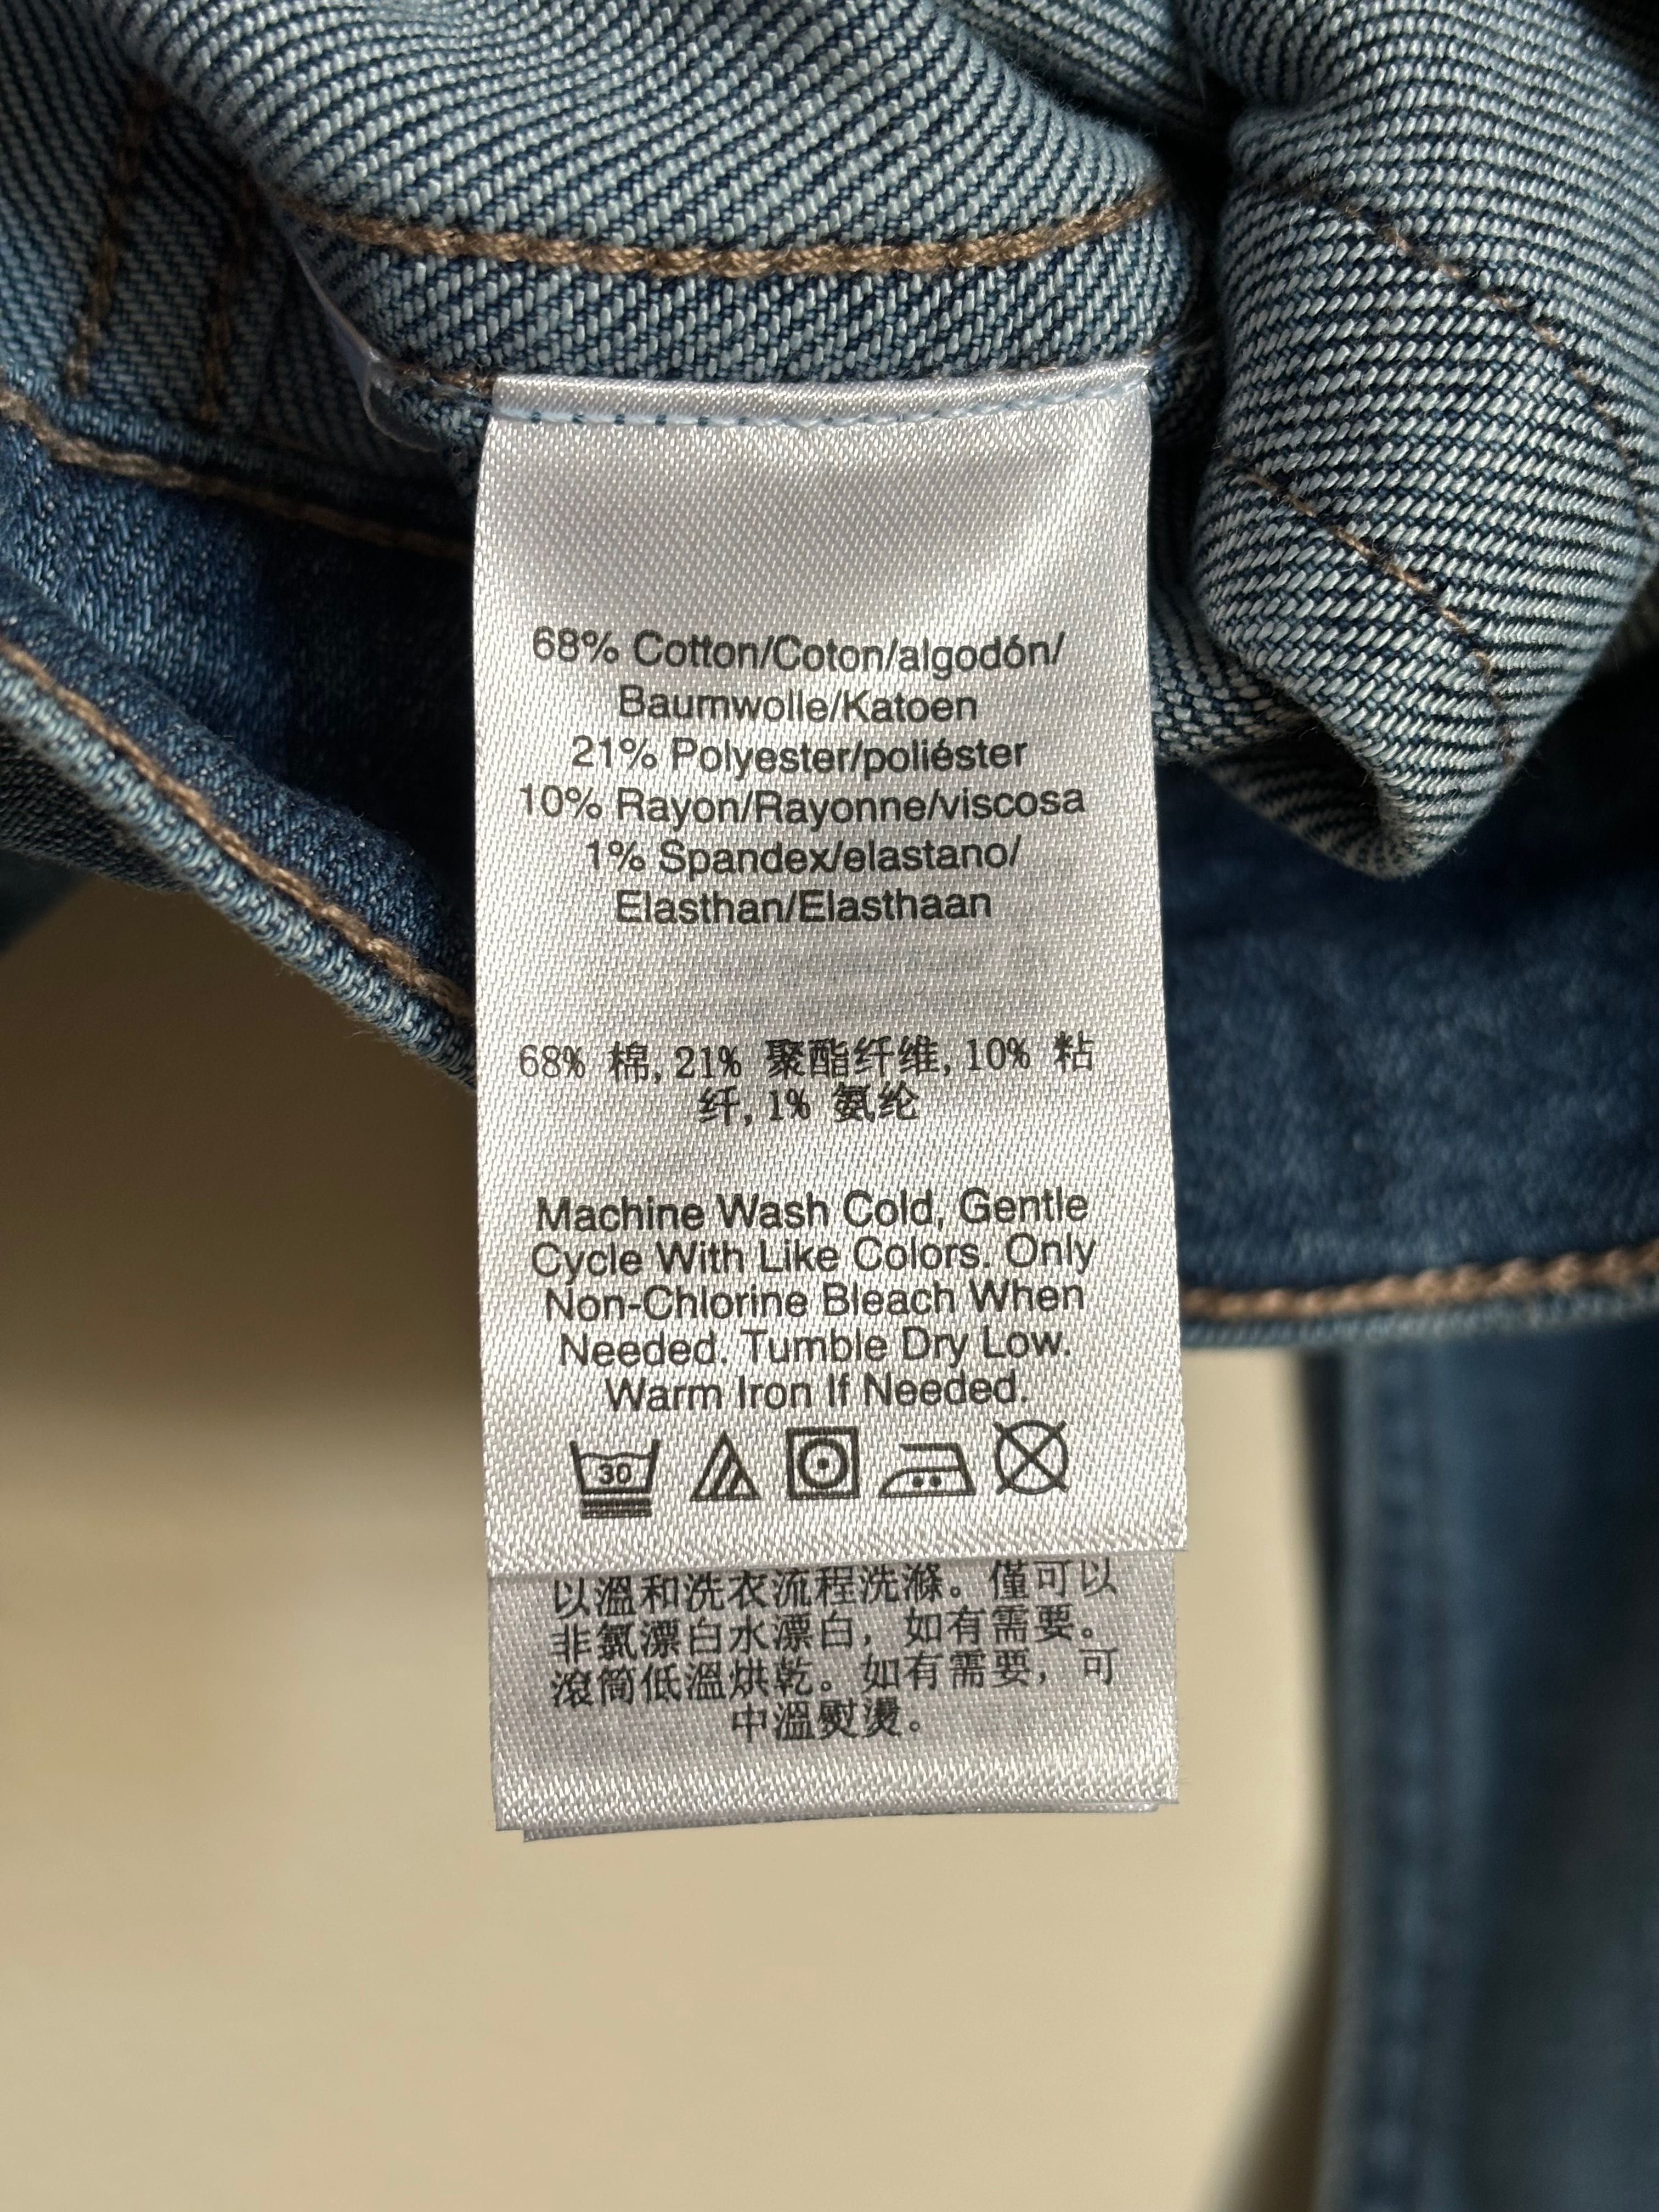 68% Cotton/Coton/algodón/
Baumwolle/Katoen
21% Polyester/poliéster
10% Rayon/Rayonne/viscosa
1% Spandex/elastano/
Elasthan/Elasthaan
68% 棉,21% 聚酯纤维,10% 粘
纤,1% 氨纶
Machine Wash Cold, Gentle
Cycle With Like Colors. Only
Non-Chlorine Bleach When
Needed. Tumble Dry Low.
Warm Iron If Needed.
30
以溫和洗衣流程洗滌。僅可以
非氯漂白水漂白，如有需要。
滾筒低溫烘乾。如有需要，可
中溫熨燙。